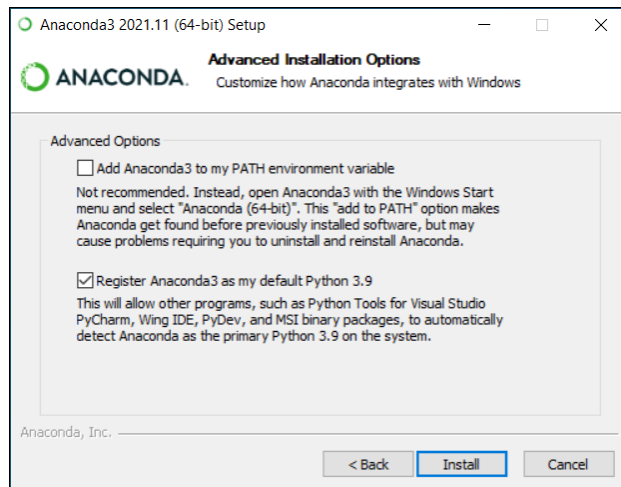 Anaconda3 2021.11 (64-bit) Setup
ANACONDA.
Advanced Installation Options
Customize how Anaconda integrates with Windows
Advanced Options
Add Anaconda3 to my PATH environment variable
Not recommended. Instead, open Anaconda3 with the Windows Start
menu and select "Anaconda (64-bit)". This "add to PATH" option makes
Anaconda get found before previously installed software, but may
cause problems requiring you to uninstall and reinstall Anaconda.
Register Anaconda3 as my default Python 3.9
This will allow other programs, such as Python Tools for Visual Studio
PyCharm, Wing IDE, PyDev, and MSI binary packages, to automatically
detect Anaconda as the primary Python 3.9 on the system.
Anaconda, Inc.
< Back
Install
Cancel